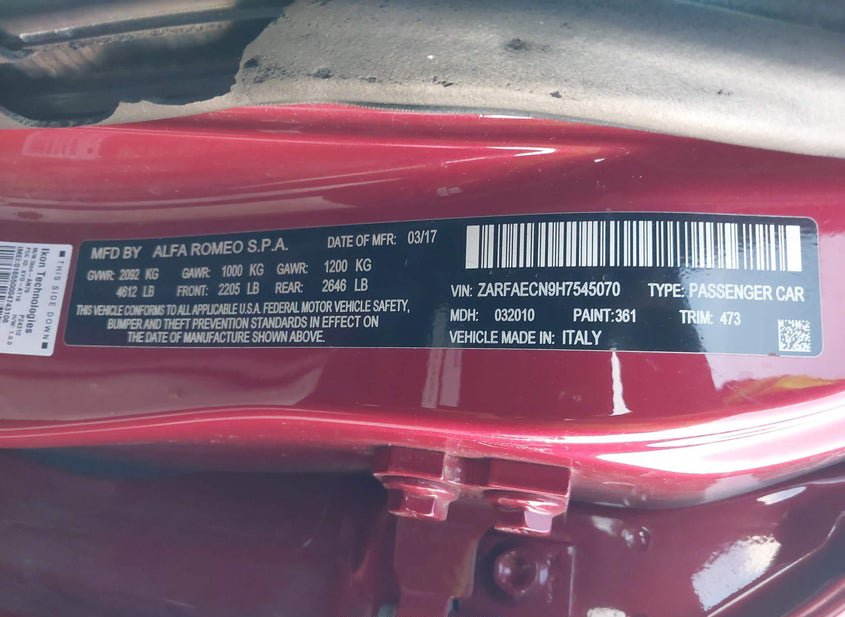 MFD BY ALFA ROMEO S.P.A. DATE OF MFR: 03/17
GVWR: 2092 KG GAWR: 1000 KG GAWR: 1200 KG
4612 LB FRONT: 2205 LB REAR: 2646 LB
THIS VEHICLE CONFORMS TO ALL APPLICABLE U.S.A. FEDERAL MOTOR VEHICLE SAFETY,
BUMPER AND THEFT PREVENTION STANDARDS IN EFFECT ON
THE DATE OF MANUFACTURE SHOWN ABOVE.
VIN: ZARFAECN9H7545070 TYPE: PASSENGER CAR
MDH: 032010 PAINT: 361 TRIM: 473
VEHICLE MADE IN: ITALY
THIS SIDE DOWN
Ikon Technologies